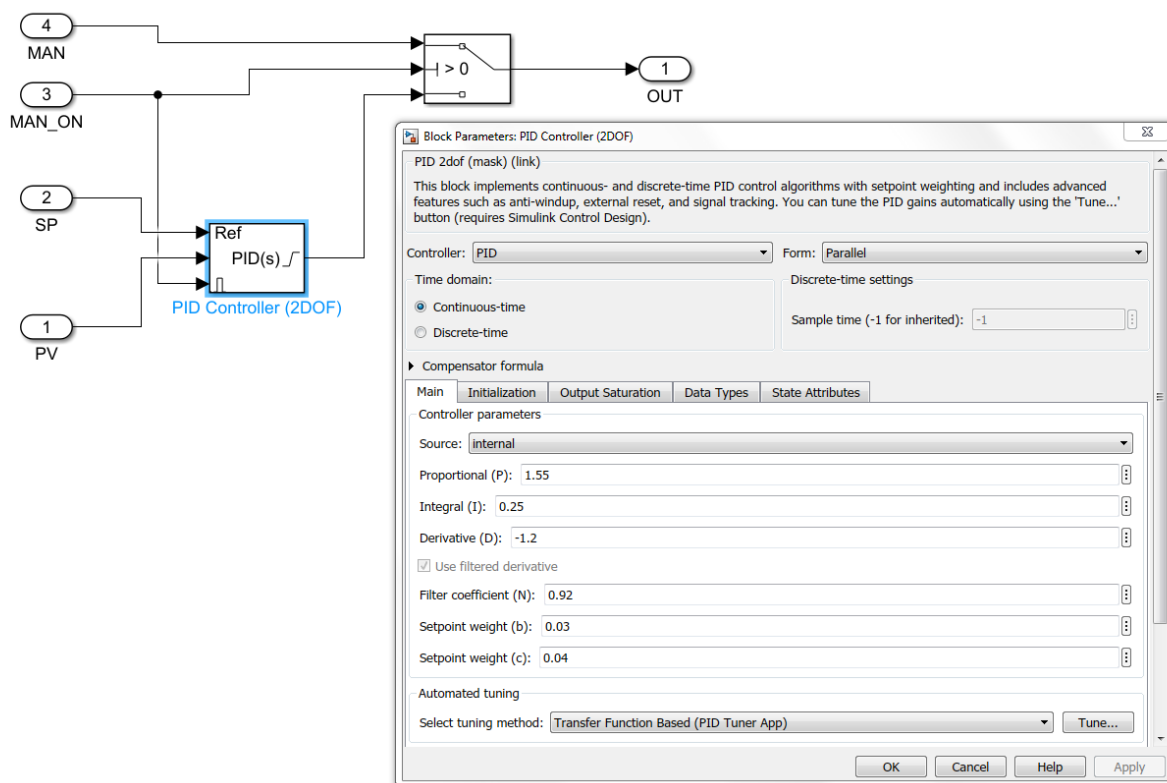 4
MAN
3
MAN_ON
> 0
1
OUT
2
SP
Ref
PID(s)
PID Controller (2DOF)
1
PV
Block Parameters: PID Controller (2DOF)
PID 2dof (mask) (link)
This block implements continuous- and discrete-time PID control algorithms with setpoint weighting and includes advanced
features such as anti-windup, external reset, and signal tracking. You can tune the PID gains automatically using the 'Tune...'
button (requires Simulink Control Design).
Controller: PID
Form: Parallel
Time domain:
Continuous-time
Discrete-time
Discrete-time settings
Sample time (-1 for inherited): -1
Compensator formula
Main Initialization Output Saturation Data Types State Attributes
Controller parameters
Source: internal
Proportional (P): 1.55
Integral (I): 0.25
Derivative (D): -1.2
Use filtered derivative
Filter coefficient (N): 0.92
Setpoint weight (b): 0.03
Setpoint weight (c): 0.04
Automated tuning
Select tuning method: Transfer Function Based (PID Tuner App) Tune...
OK Cancel Help Apply